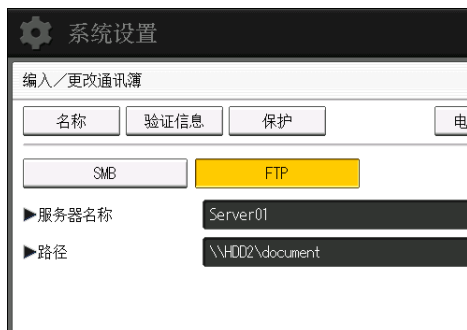 系统设置
编入／更改通讯簿
名称 验证信息 保护 电
SMB FTP
▶服务器名称 Server01
▶路径 \\HDD2\document